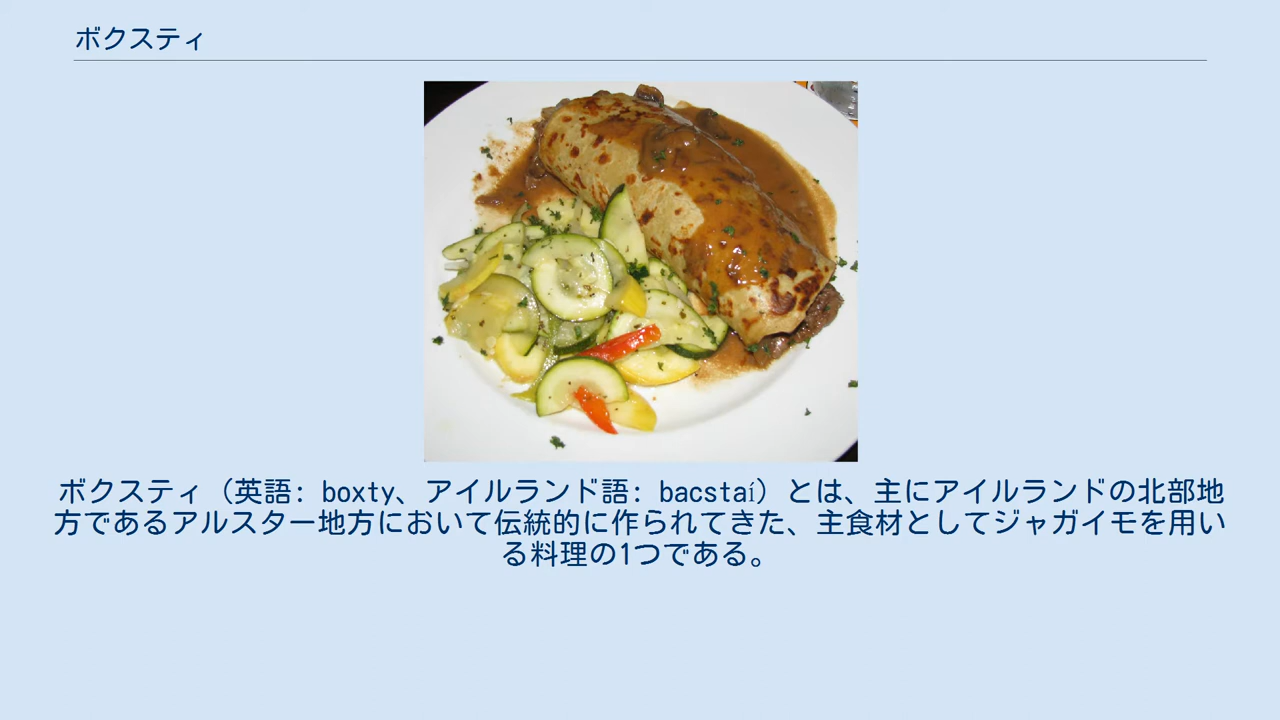 ボクスティ
ボクスティ（英語: boxty、アイルランド語: bacstaí）とは、主にアイルランドの北部地
方であるアルスター地方において伝統的に作られてきた、主食材としてジャガイモを用い
る料理の1つである。